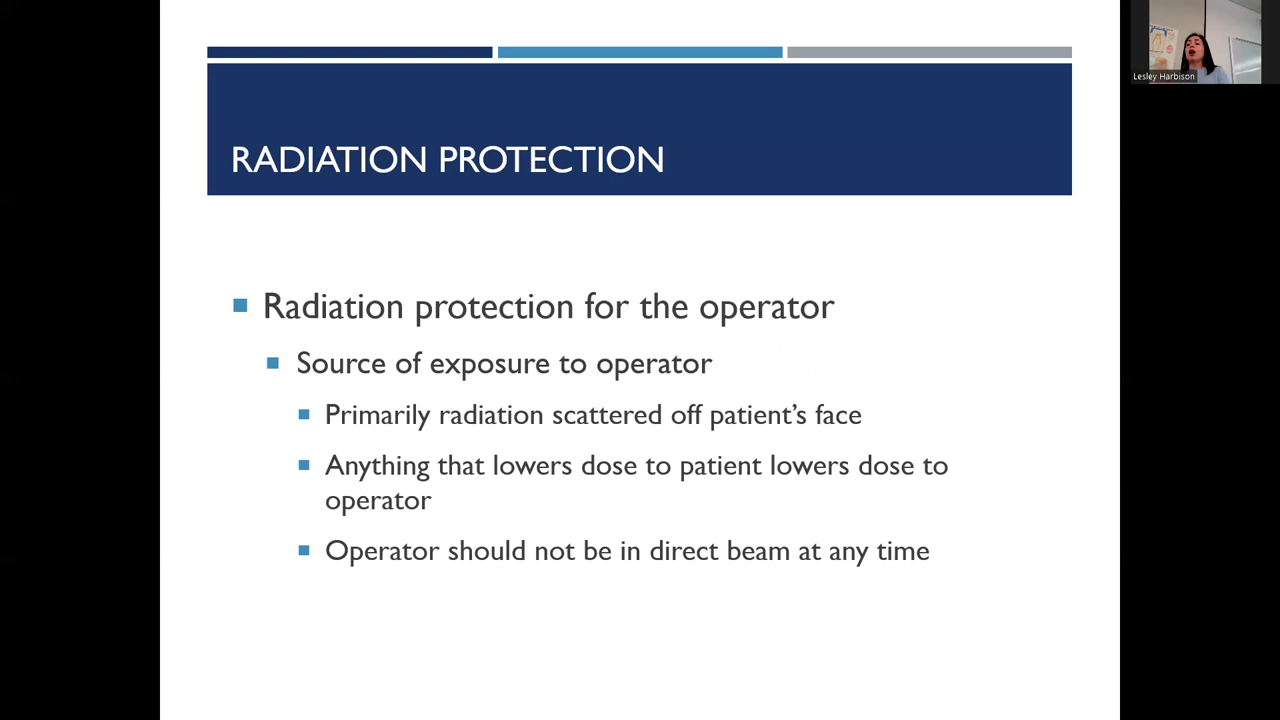 Lesley Harbison
RADIATION PROTECTION
Radiation protection for the operator
Source of exposure to operator
Primarily radiation scattered off patient’s face
Anything that lowers dose to patient lowers dose to
operator
Operator should not be in direct beam at any time